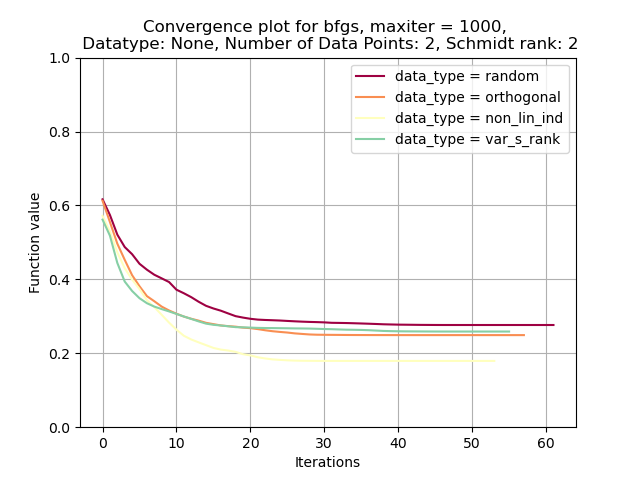 Convergence plot for bfgs, maxiter = 1000,
Datatype: None, Number of Data Points: 2, Schmidt rank: 2
data_type = random
data_type = orthogonal
data_type = non_lin_ind
data_type = var_s_rank
Function value
1.0
0.8
0.6
0.4
0.2
0.0
0 10 20 30 40 50 60
Iterations